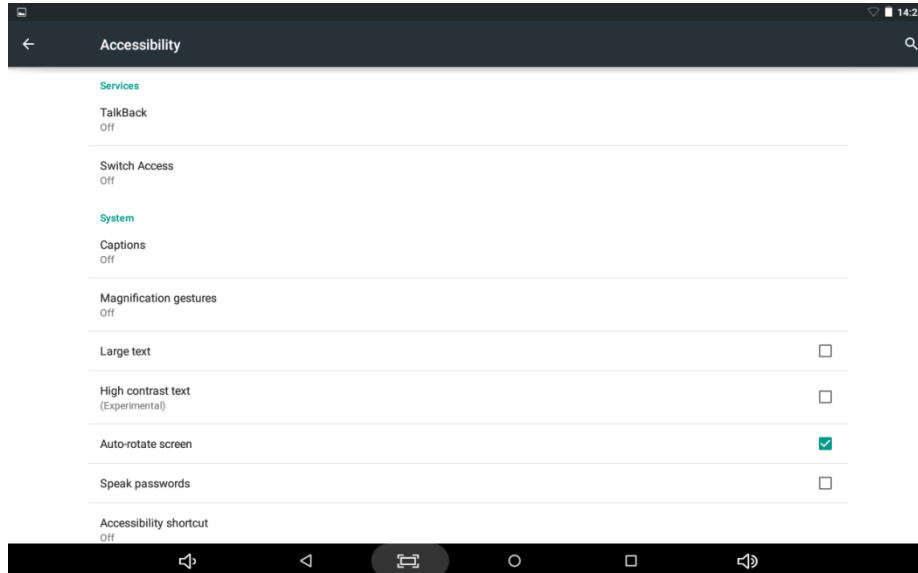 14:2
Accessibility
Services
TalkBack
Off
Switch Access
Off
System
Captions
Off
Magnification gestures
Off
Large text
High contrast text
(Experimental)
Auto-rotate screen
Speak passwords
Accessibility shortcut
Off